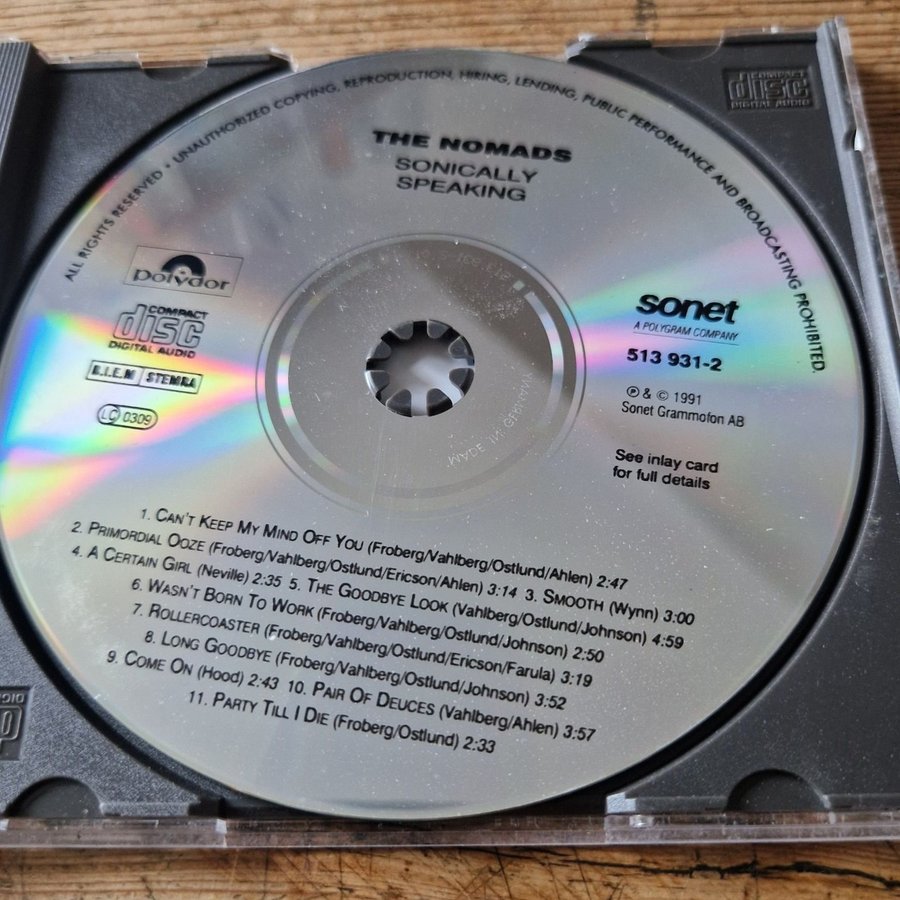 ALL RIGHTS RESERVED • UNAUTHORIZED COPYING, REPRODUCTION, HIRING, LENDING, PUBLIC PERFORMANCE AND BROADCASTING PROHIBITED.
COMPACT
disc
DIGITAL AUDIO
THE NOMADS
SONICALLY
SPEAKING
polydor
COMPACT
disc
DIGITAL AUDIO
B.I.E.M STEMRA
LC 0309
sonet
A POLYGRAM COMPANY
513 931-2
℗ & © 1991
Sonet Grammofon AB
See inlay card
for full details
MADE IN GERMANY
1. CAN'T KEEP MY MIND OFF YOU (Froberg/Vahlberg/Ostlund/Ahlen) 2:47
2. PRIMORDIAL OOZE (Froberg/Vahlberg/Ostlund/Ericson/Ahlen) 3:14 3. SMOOTH (Wynn) 3:00
4. A CERTAIN GIRL (Neville) 2:35 5. THE GOODBYE LOOK (Vahlberg/Ostlund/Johnson) 4:59
6. WASN'T BORN TO WORK (Froberg/Vahlberg/Ostlund/Johnson) 2:50
7. ROLLERCOASTER (Froberg/Vahlberg/Ostlund/Ericson/Farula) 3:19
8. LONG GOODBYE (Froberg/Vahlberg/Ostlund/Johnson) 3:52
9. COME ON (Hood) 2:43 10. PAIR OF DEUCES (Vahlberg/Ahlen) 3:57
11. PARTY TILL I DIE (Froberg/Ostlund) 2:33